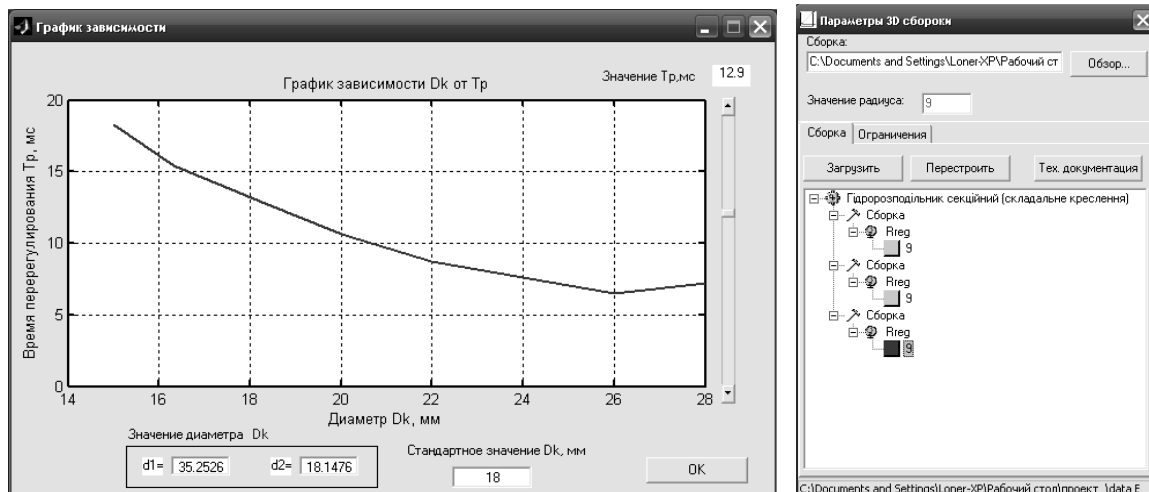 График зависимости
График зависимости Dk от Tp
Значение Тр,мс 12.9
Время перерегулирования Тр, мс
20
15
10
5
0
14 16 18 20 22 24 26 28
Диаметр Dk, мм
Значение диаметра Dk
d1= 35.2526 d2= 18.1476
Стандартное значение Dk, мм
18
OK
Параметры 3D сбороки
Сборка:
C:\Documents and Settings\Loner-XP\Рабочий ст
Обзор...
Значение радиуса: 9
Сборка Ограничения
Загрузить Перестроить Тех. документация
Гідророзподільник секційний (складальне креслення)
Сборка
Rreg
9
Сборка
Rreg
9
Сборка
Rreg
9
C:\Documents and Settings\Loner-XP\Рабочий стол\проект_\data F